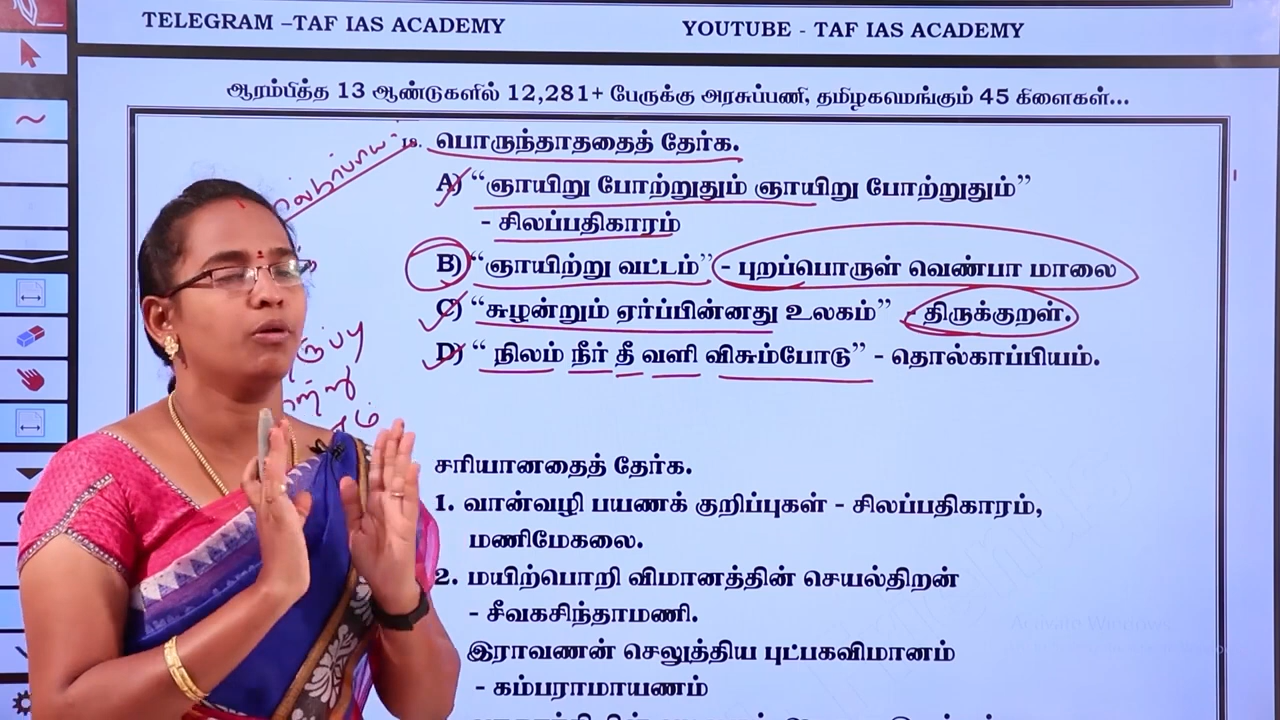 TELEGRAM –TAF IAS ACADEMY YOUTUBE - TAF IAS ACADEMY
ஆரம்பித்த 13 ஆண்டுகளில் 12,281+ பேருக்கு அரசுப்பணி, தமிழகமெங்கும் 45 கிளைகள்...
18. பொருந்தாததைத் தேர்க.
A) “ஞாயிறு போற்றுதும் ஞாயிறு போற்றுதும்”
- சிலப்பதிகாரம்
B) “ஞாயிற்று வட்டம்” - புறப்பொருள் வெண்பா மாலை
C) “சுழன்றும் ஏர்ப்பின்னது உலகம்” - திருக்குறள்.
D) “ நிலம் நீர் தீ வளி விசும்போடு” - தொல்காப்பியம்.
சரியானதைத் தேர்க.
1. வான்வழி பயணக் குறிப்புகள் - சிலப்பதிகாரம்,
மணிமேகலை.
2. மயிற்பொறி விமானத்தின் செயல்திறன்
- சீவகசிந்தாமணி.
இராவணன் செலுத்திய புட்பகவிமானம்
- கம்பராமாயணம்
Activate Windows